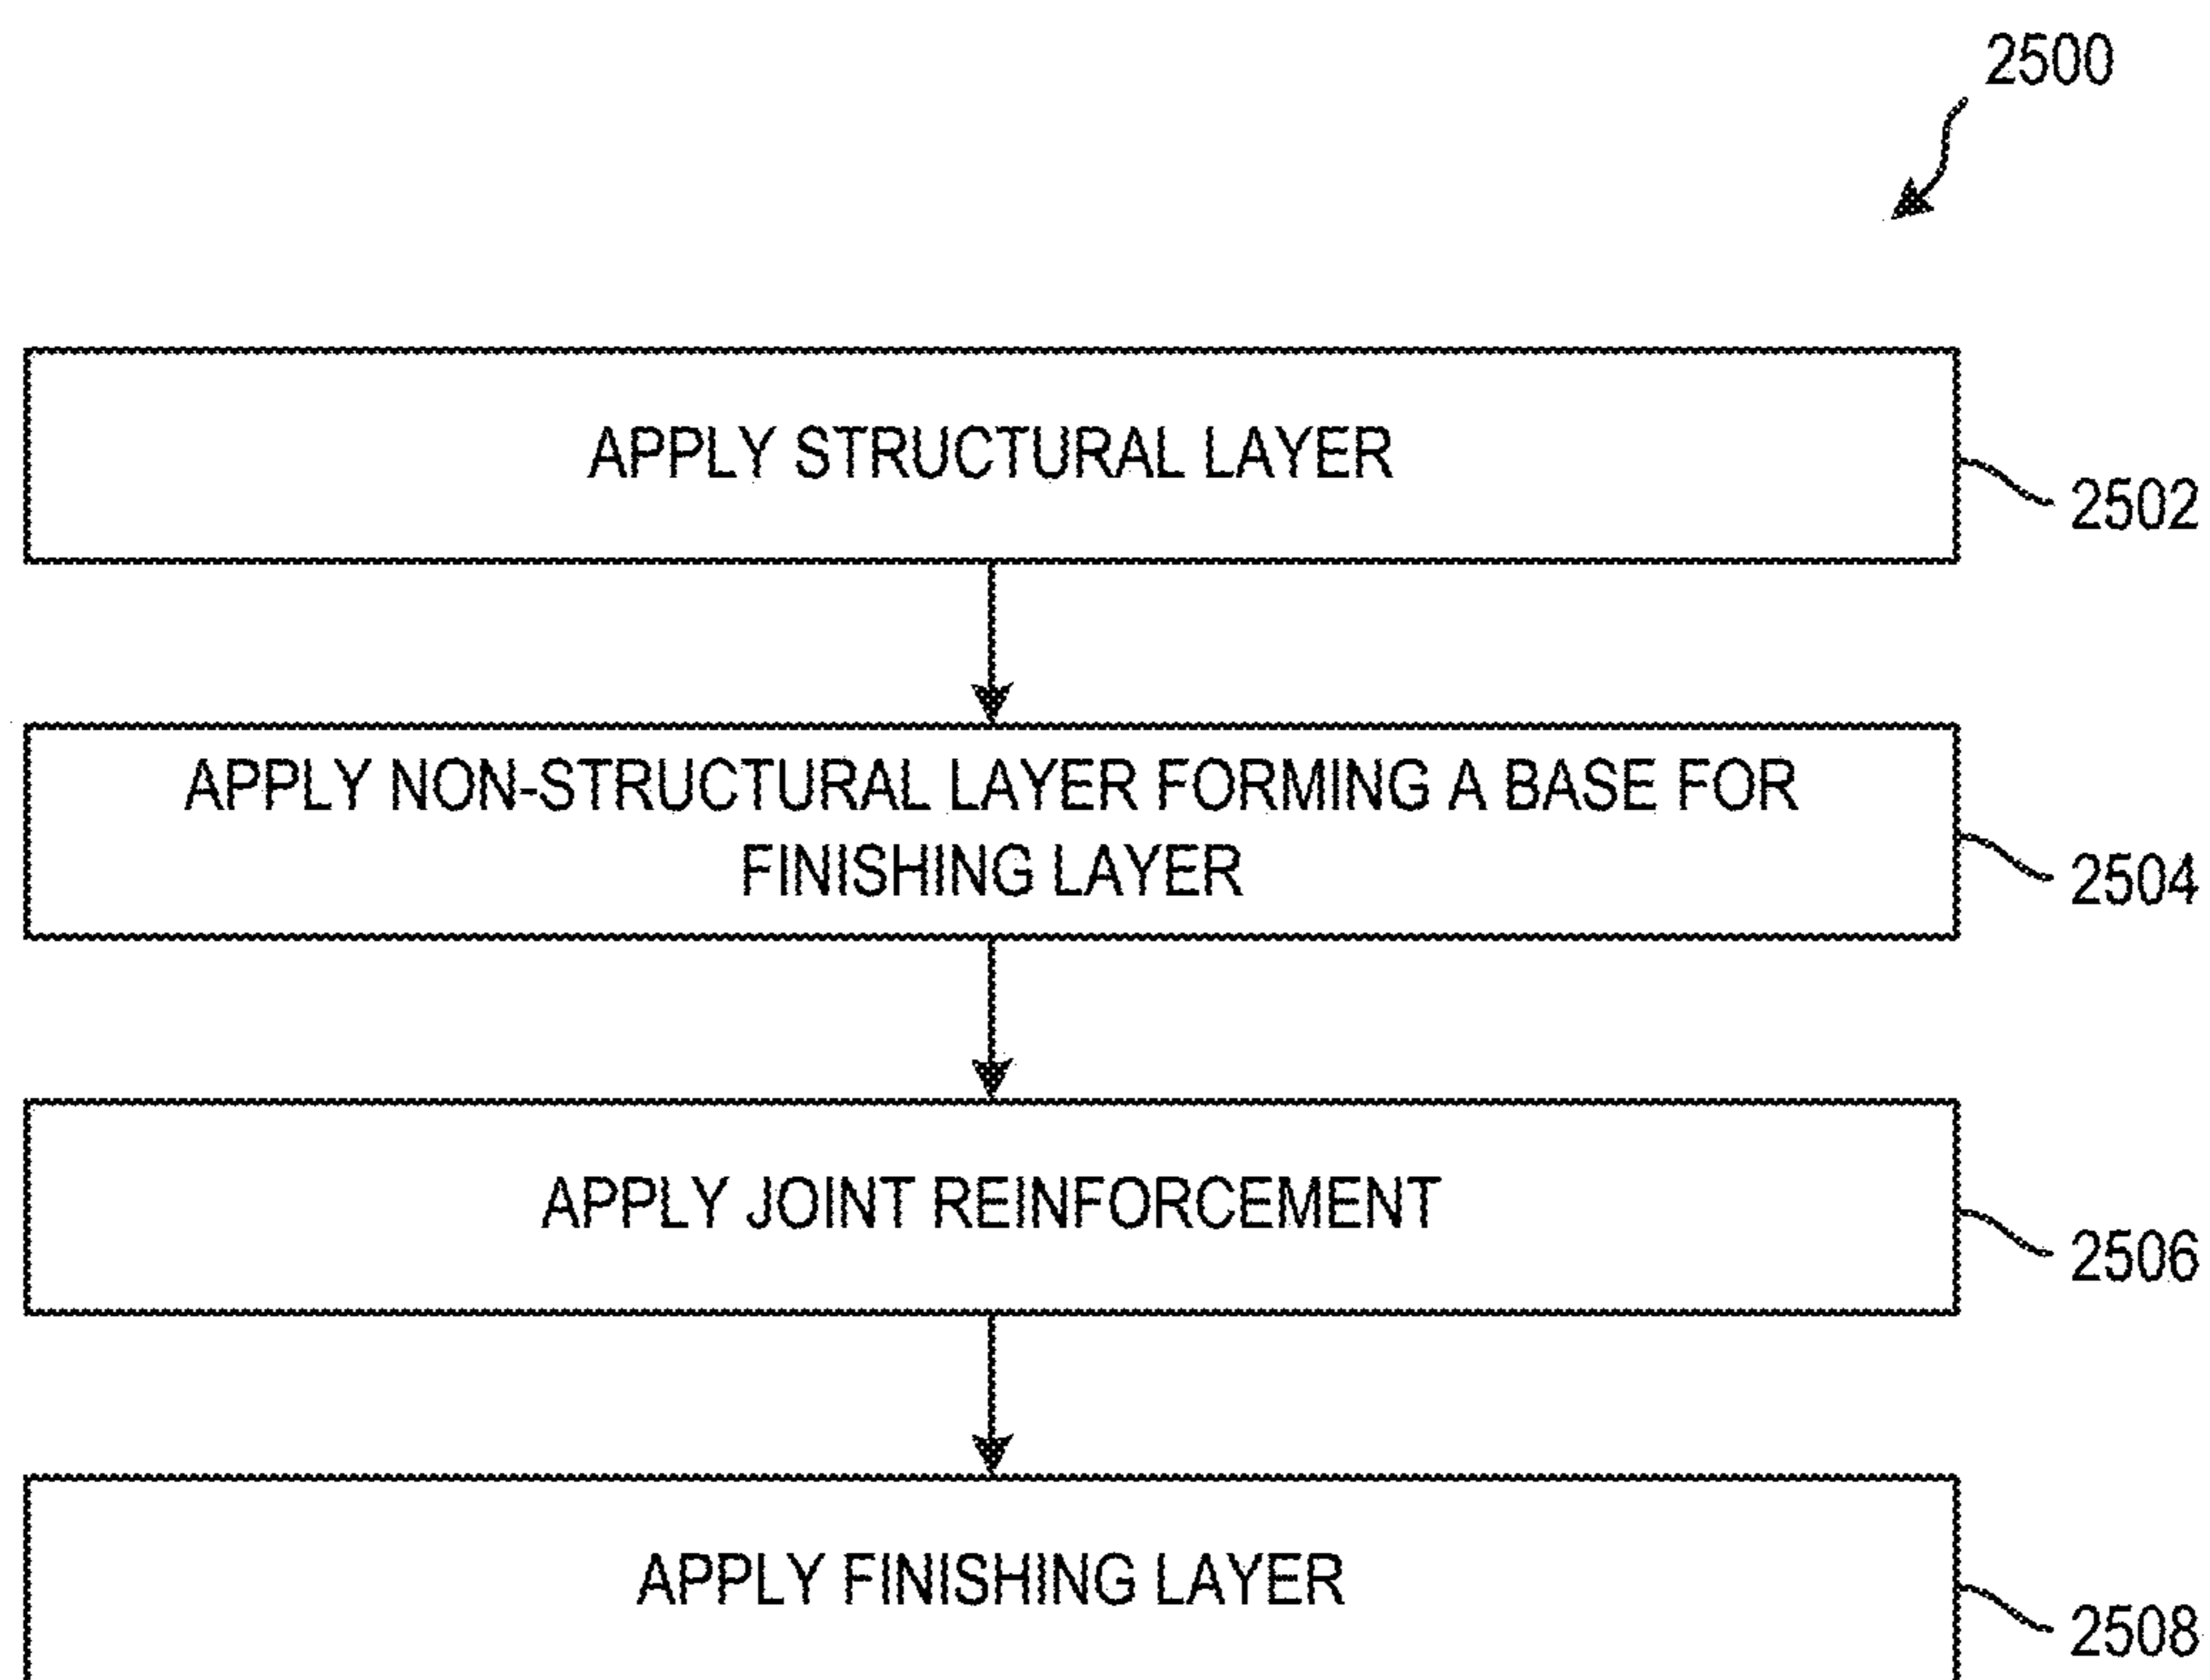 2500
APPLY STRUCTURAL LAYER
2502
APPLY NON-STRUCTURAL LAYER FORMING A BASE FOR
FINISHING LAYER
2504
APPLY JOINT REINFORCEMENT
2506
APPLY FINISHING LAYER
2508